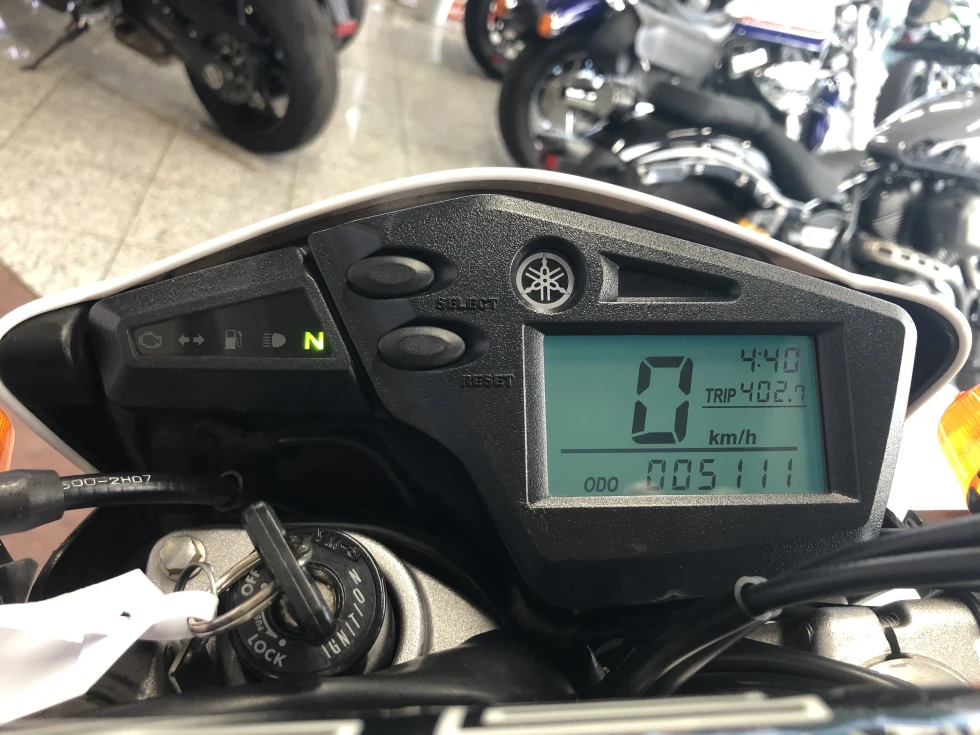 SELECT
RESET
N
4:40
TRIP 402.7
0
km/h
ODO 005111
OFF
IGNITION
LOCK